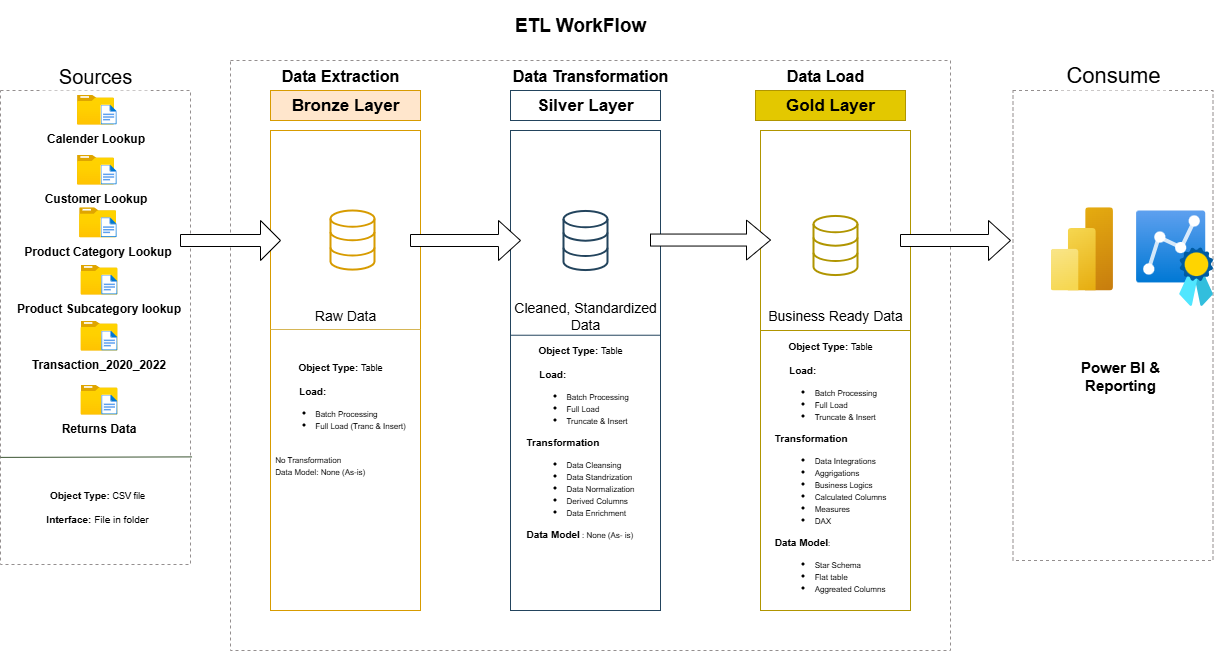 ETL WorkFlow
Sources
Calender Lookup
Customer Lookup
Product Category Lookup
Product Subcategory lookup
Transaction_2020_2022
Returns Data
Object Type: CSV file
Interface: File in folder
Data Extraction
Bronze Layer
Raw Data
Object Type: Table
Load:
Batch Processing
Full Load (Tranc & Insert)
No Transformation
Data Model: None (As-is)
Data Transformation
Silver Layer
Cleaned, Standardized
Data
Object Type: Table
Load:
Batch Processing
Full Load
Truncate & Insert
Transformation
Data Cleansing
Data Standrization
Data Normalization
Derived Columns
Data Enrichment
Data Model : None (As- is)
Data Load
Gold Layer
Business Ready Data
Object Type: Table
Load:
Batch Processing
Full Load
Truncate & Insert
Transformation
Data Integrations
Aggrigations
Business Logics
Calculated Columns
Measures
DAX
Data Model:
Star Schema
Flat table
Aggreated Columns
Consume
Power BI &
Reporting